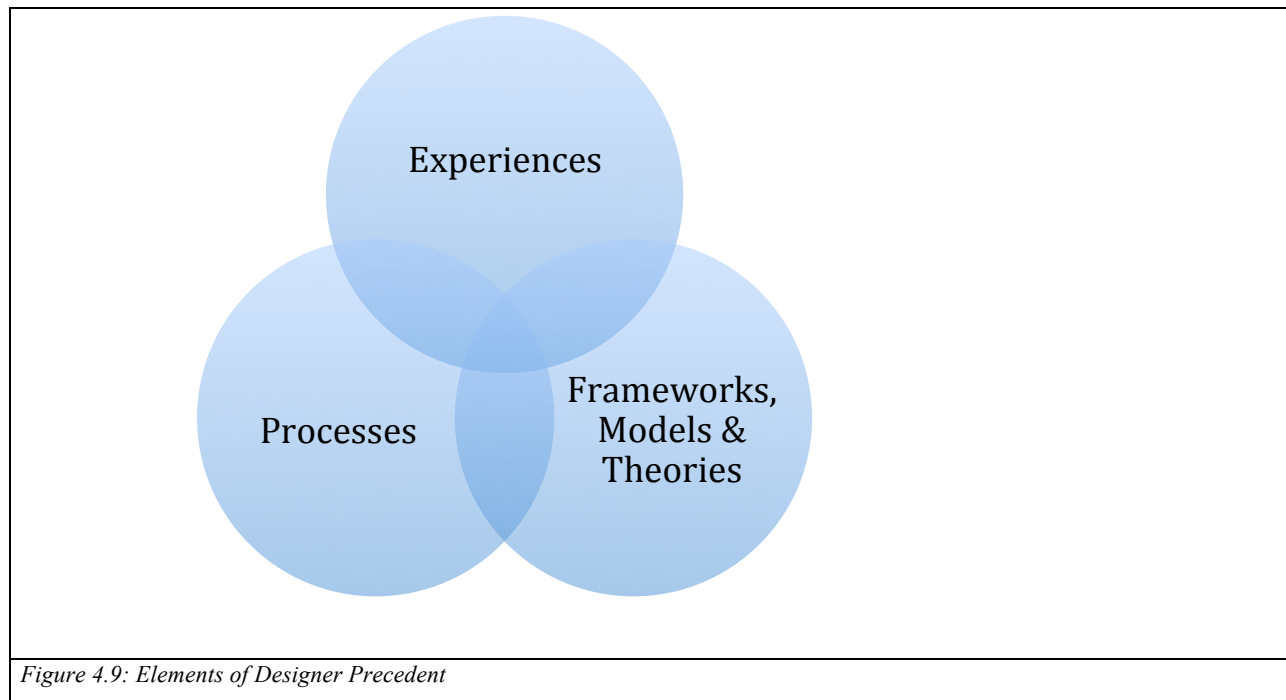 Experiences
Processes
Frameworks,
Models &
Theories
Figure 4.9: Elements of Designer Precedent